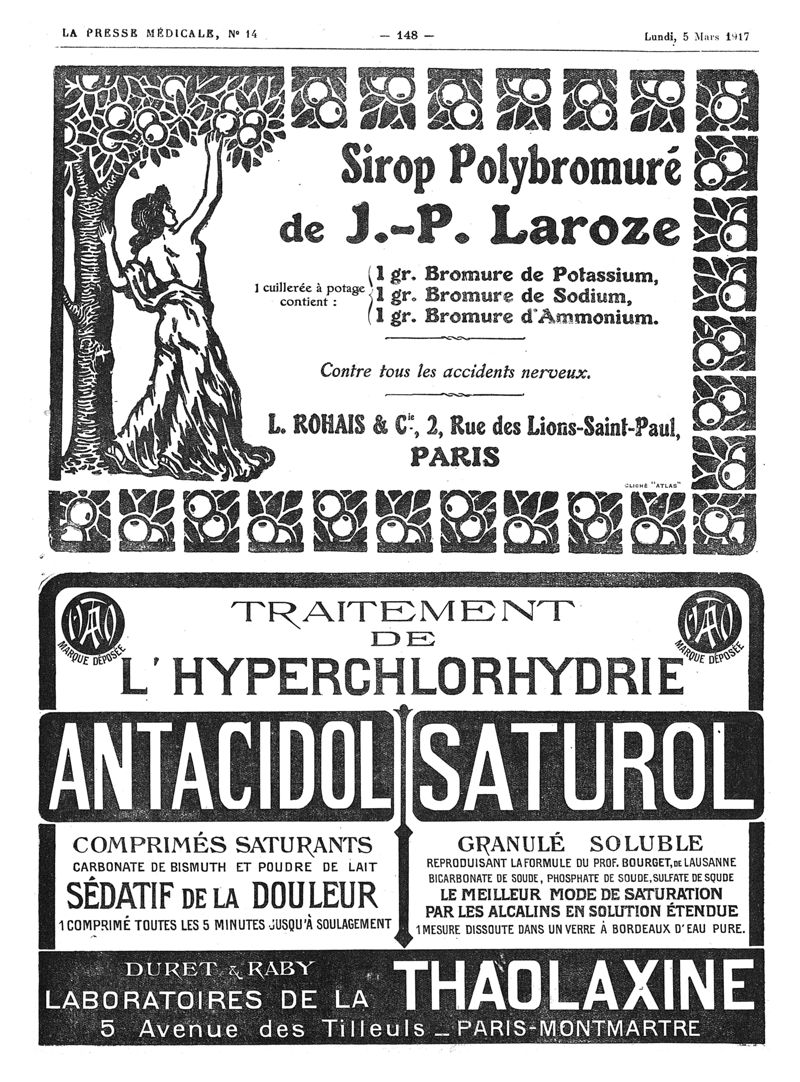 LA PRESSE MÉDICALE, N° 14
— 148 —
Lundi, 5 Mars 1917
Sirop Polybromuré
de J.-P. Laroze
1 cuillerée à potage
contient :
1 gr. Bromure de Potassium,
1 gr. Bromure de Sodium,
1 gr. Bromure d'Ammonium.
Contre tous les accidents nerveux.
L. ROHAIS & Cie, 2, Rue des Lions-Saint-Paul,
PARIS
CLICHÉ "ATLAS"
MARQUE DÉPOSÉE
MARQUE DÉPOSÉE
TRAITEMENT
DE
L'HYPERCHLORHYDRIE
ANTACIDOL
COMPRIMÉS SATURANTS
CARBONATE DE BISMUTH ET POUDRE DE LAIT
SÉDATIF DE LA DOULEUR
1 COMPRIMÉ TOUTES LES 5 MINUTES JUSQU'À SOULAGEMENT
SATUROL
GRANULÉ SOLUBLE
REPRODUISANT LA FORMULE DU PROF. BOURGET, DE LAUSANNE
BICARBONATE DE SOUDE, PHOSPHATE DE SOUDE, SULFATE DE SOUDE
LE MEILLEUR MODE DE SATURATION
PAR LES ALCALINS EN SOLUTION ÉTENDUE
1 MESURE DISSOUTE DANS UN VERRE À BORDEAUX D'EAU PURE.
DURET & RABY
LABORATOIRES DE LA THAOLAXINE
5 Avenue des Tilleuls _ PARIS-MONTMARTRE